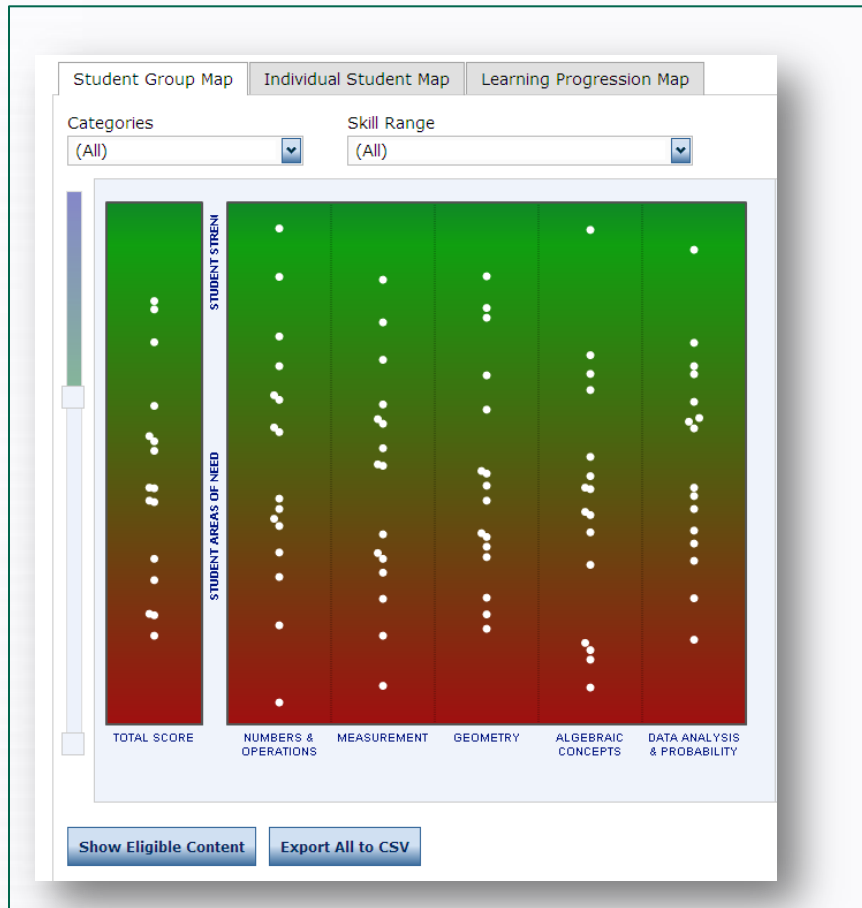 Student Group Map
Individual Student Map
Learning Progression Map
Categories
Skill Range
(All)
(All)
STUDENT STREN
STUDENT AREAS OF NEED
TOTAL SCORE
NUMBERS &
OPERATIONS
MEASUREMENT
GEOMETRY
ALGEBRAIC
CONCEPTS
DATA ANALYSIS
& PROBABILITY
Show Eligible Content
Export All to CSV